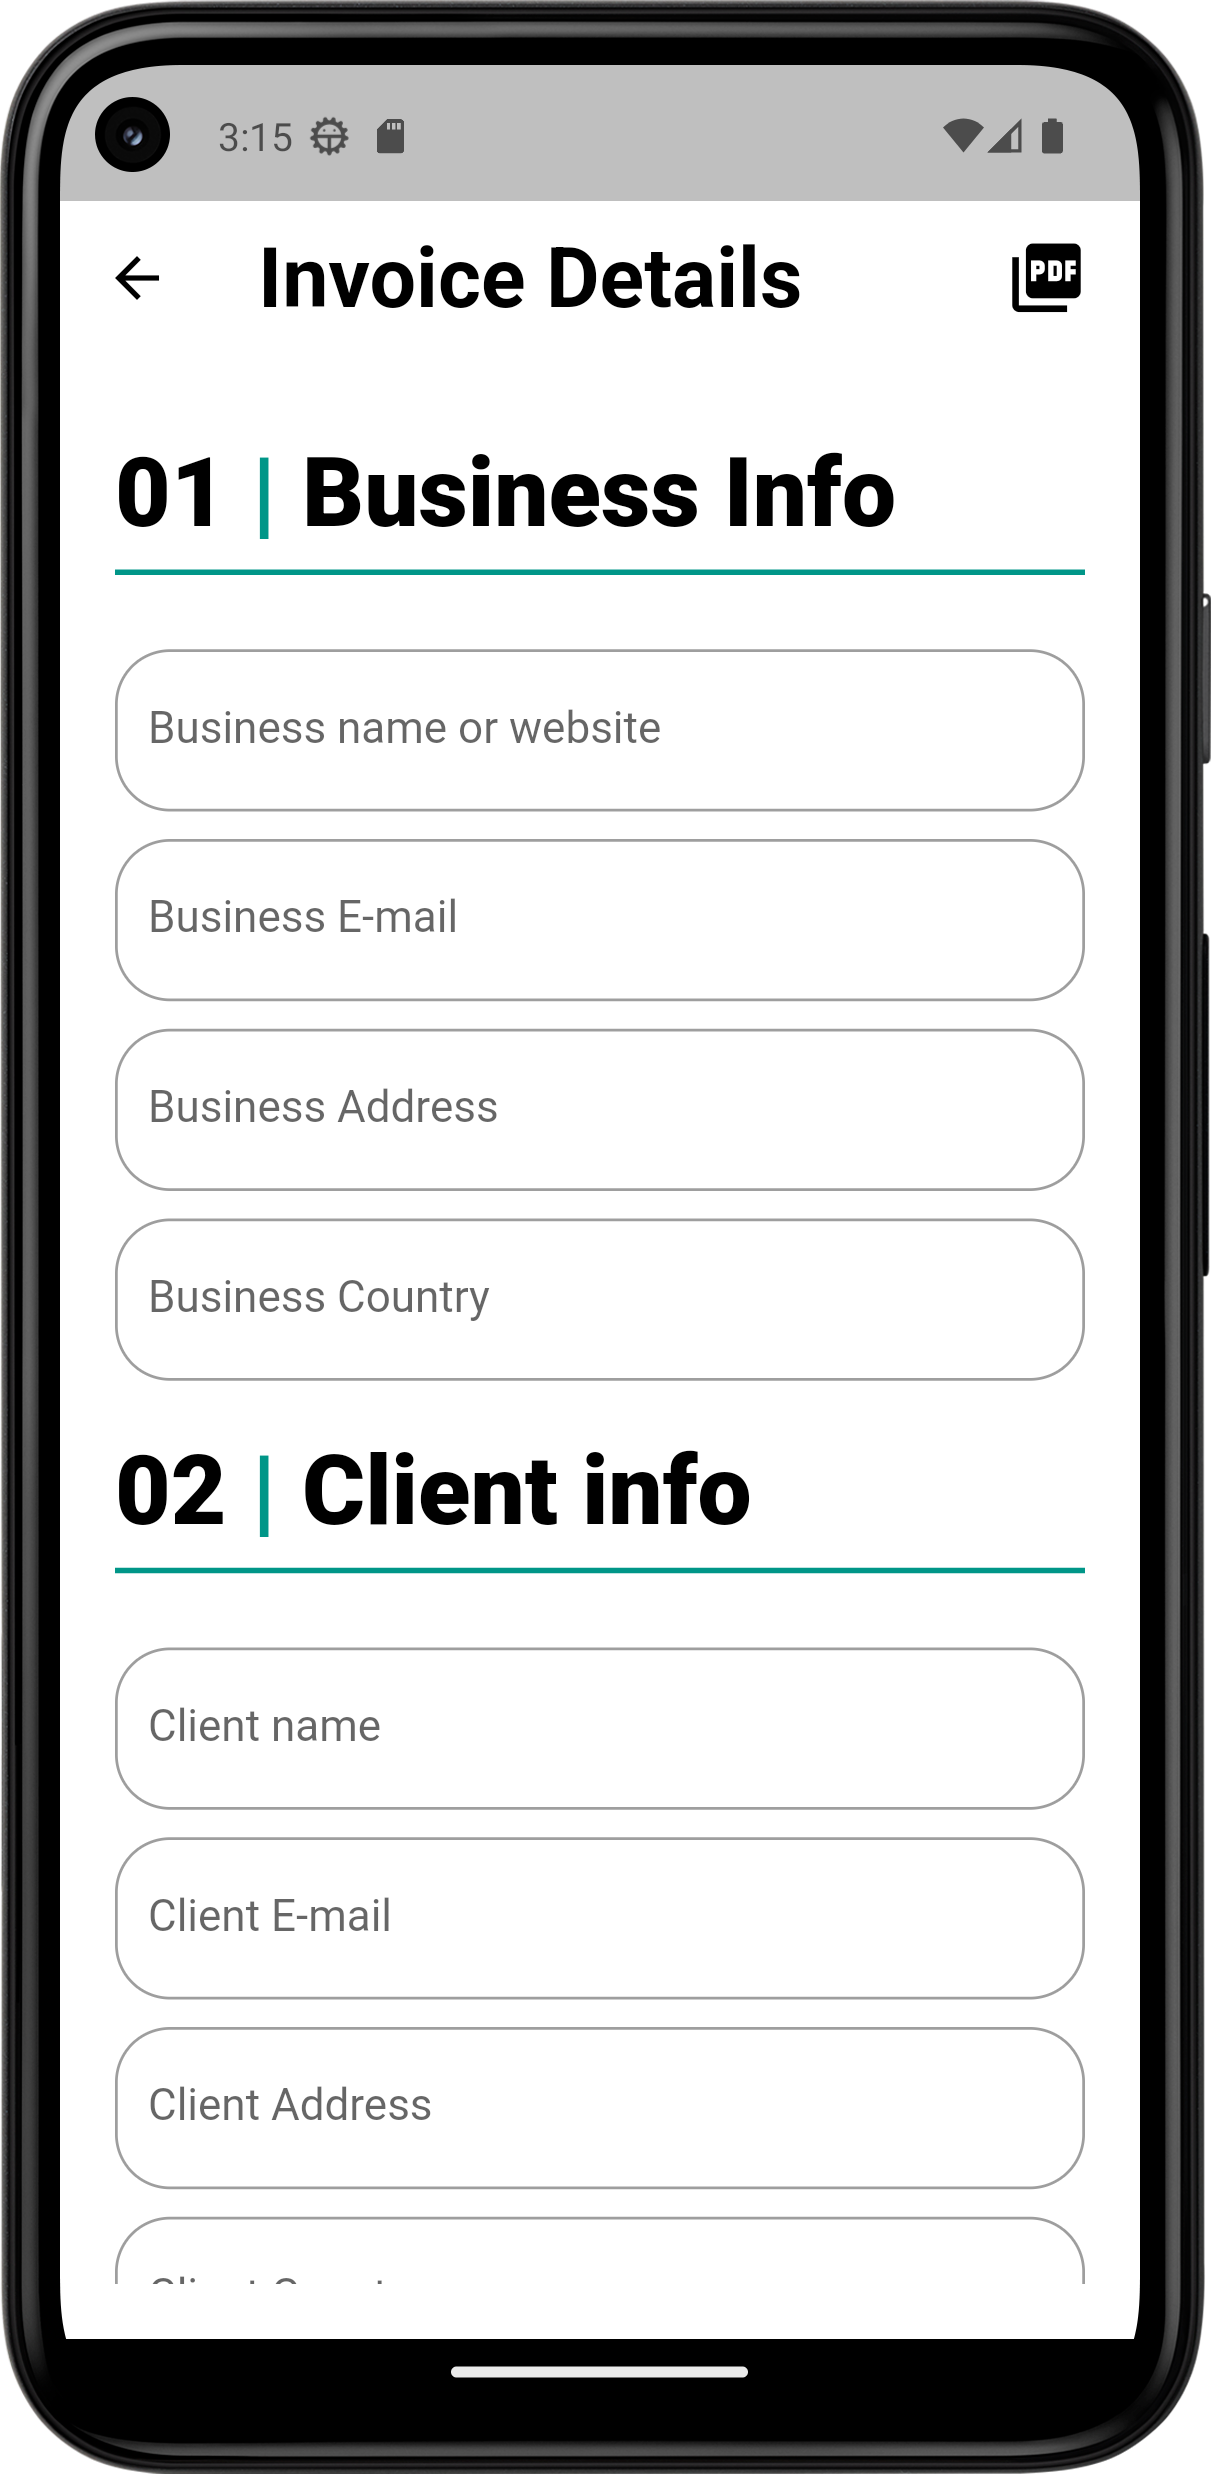 3:15
Invoice Details
PDF
01 | Business Info
Business name or website
Business E-mail
Business Address
Business Country
02 | Client info
Client name
Client E-mail
Client Address
Client